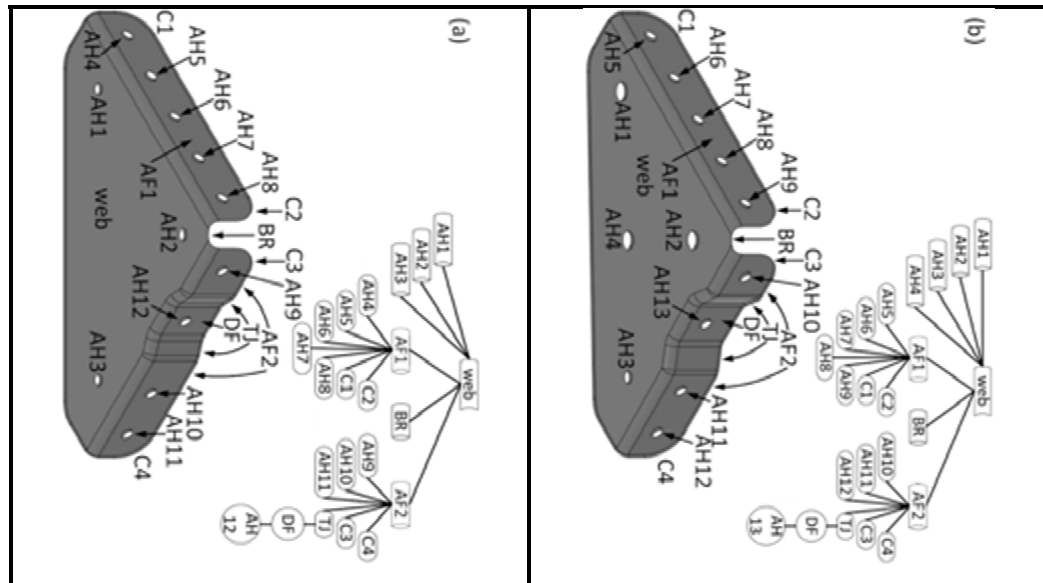 (a)
C1
AH5
AH6
AH7
AH8
C2
BR
C3
AH4
AH1
AF1
web
AH2
AH9
AH12
DF
TJ
AF2
AH3
AH10
AH11
C4
web
AH1
AH2
AH3
AF1
BR
AF2
AH4
AH5
AH6
AH7
AH8
C1
C2
AH9
AH10
AH11
TJ
C3
C4
DF
AH
12
(b)
C1
AH6
AH7
AH8
AH9
C2
BR
C3
AH5
AH1
AF1
web
AH4
AH2
AH10
AH13
DF
TJ
AF2
AH3
AH11
AH12
C4
web
AH1
AH2
AH3
AH4
AF1
BR
AF2
AH5
AH6
AH7
AH8
AH9
C1
C2
AH10
AH11
AH12
TJ
C3
C4
DF
AH
13